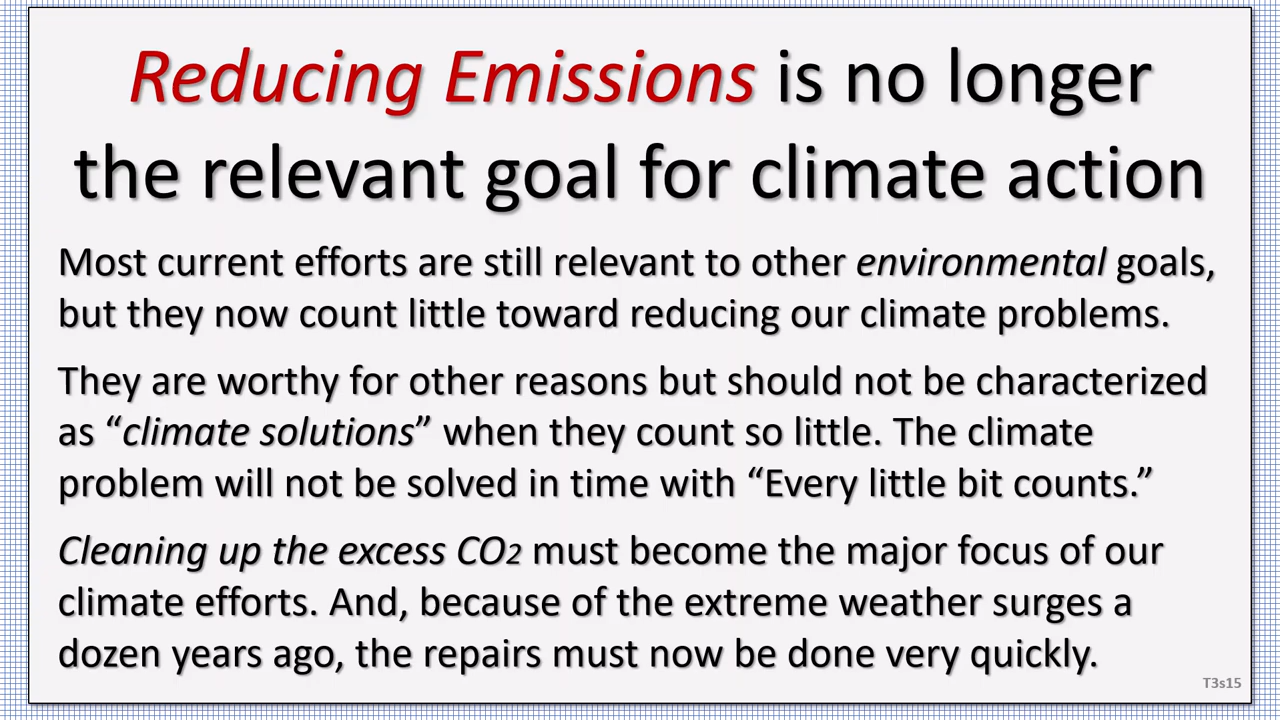 Reducing Emissions is no longer
the relevant goal for climate action
Most current efforts are still relevant to other environmental goals,
but they now count little toward reducing our climate problems.
They are worthy for other reasons but should not be characterized
as “climate solutions” when they count so little. The climate
problem will not be solved in time with “Every little bit counts.”
Cleaning up the excess CO2 must become the major focus of our
climate efforts. And, because of the extreme weather surges a
dozen years ago, the repairs must now be done very quickly.
T3s15